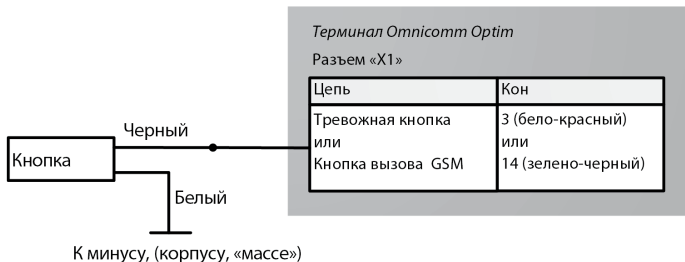 Терминал Omnicomm Optim
Разъем «X1»
Цепь Кон
Тревожная кнопка 3 (бело-красный)
или или
Кнопка вызова GSM 14 (зелено-черный)
Черный
Кнопка
Белый
К минусу, (корпусу, «массе»)